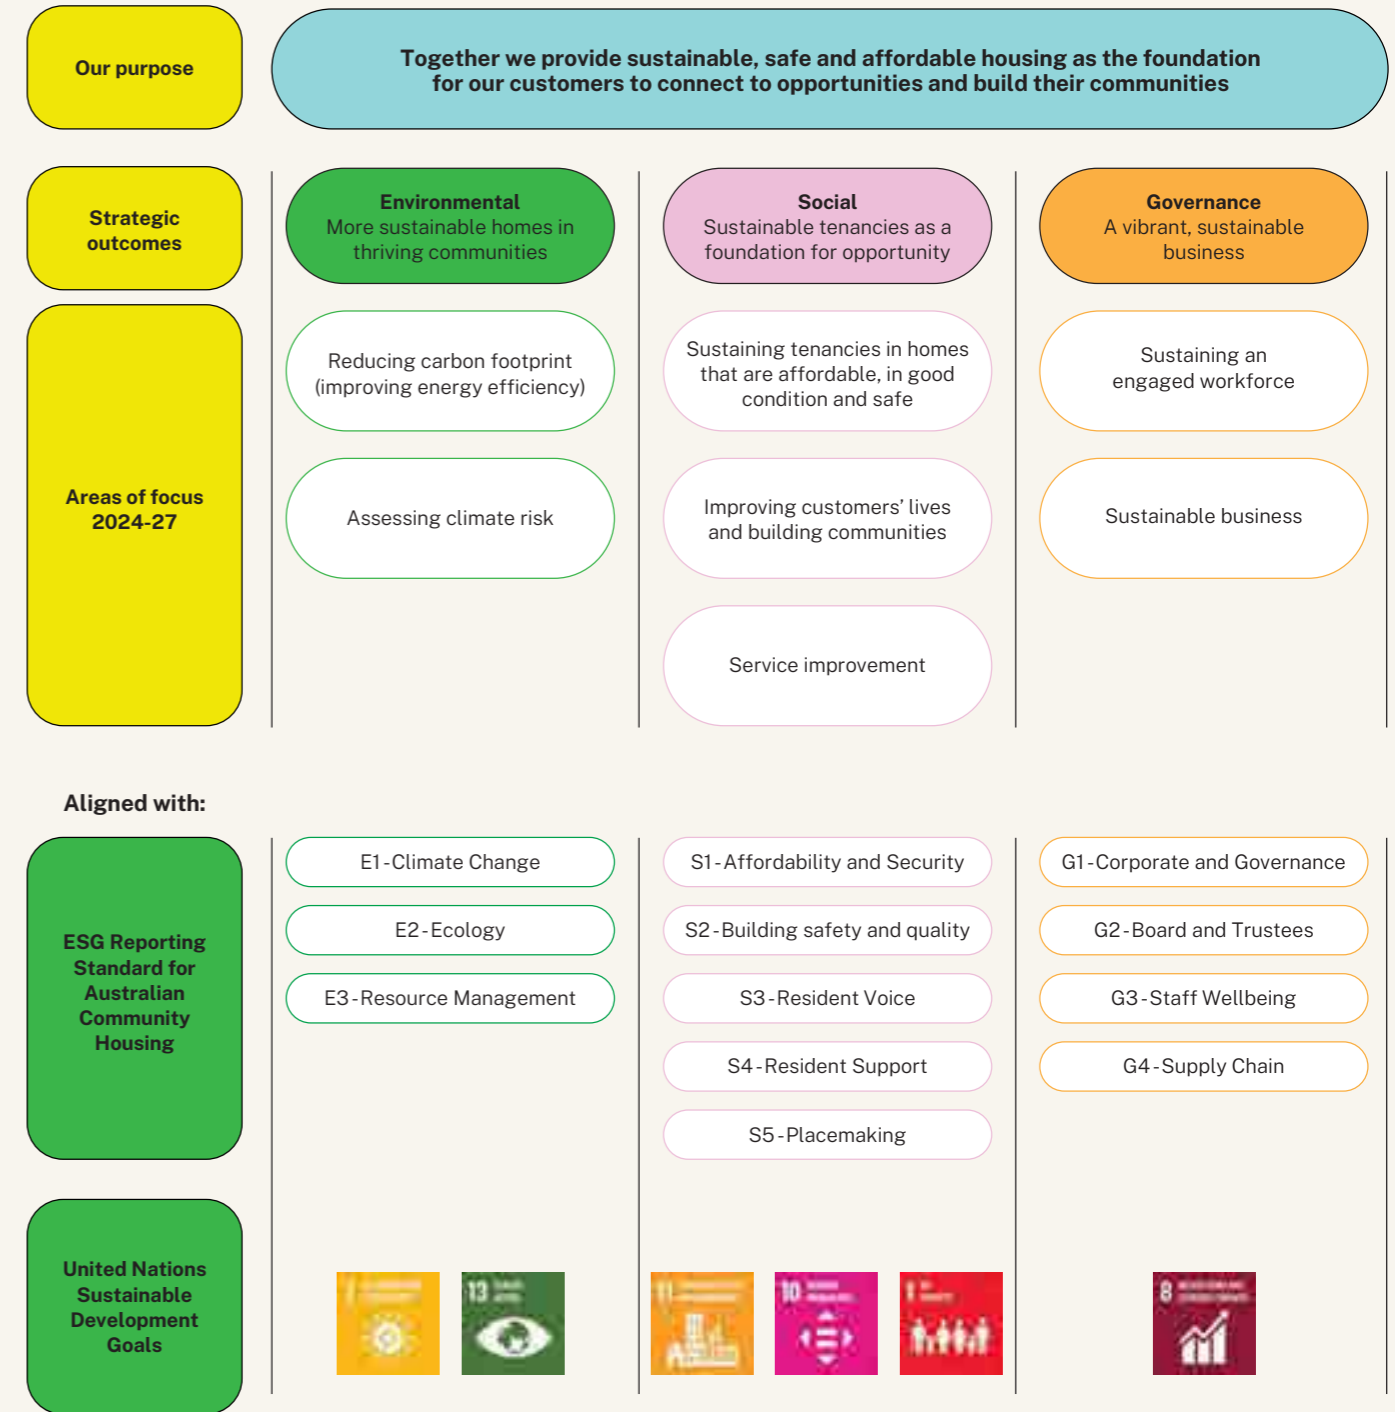 Our purpose
Together we provide sustainable, safe and affordable housing as the foundation
for our customers to connect to opportunities and build their communities
Strategic
outcomes
Environmental
More sustainable homes in
thriving communities
Social
Sustainable tenancies as a
foundation for opportunity
Governance
A vibrant, sustainable
business
Areas of focus
2024-27
Reducing carbon footprint
(improving energy efficiency)
Assessing climate risk
Sustaining tenancies in homes
that are affordable, in good
condition and safe
Improving customers’ lives
and building communities
Service improvement
Sustaining an
engaged workforce
Sustainable business
Aligned with:
ESG Reporting
Standard for
Australian
Community
Housing
E1-Climate Change
E2-Ecology
E3-Resource Management
S1-Affordability and Security
S2-Building safety and quality
S3-Resident Voice
S4-Resident Support
S5-Placemaking
G1-Corporate and Governance
G2-Board and Trustees
G3-Staff Wellbeing
G4-Supply Chain
United Nations
Sustainable
Development
Goals
7
13
11
10
1
8